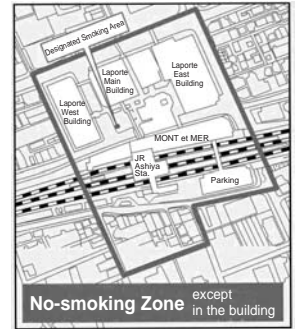 Designated Smoking Area
Laporte
Main
Building
Laporte
East
Building
Laporte
West
Building
MONT et MER
JR
Ashiya
Sta.
Parking
No-smoking Zone except
in the building